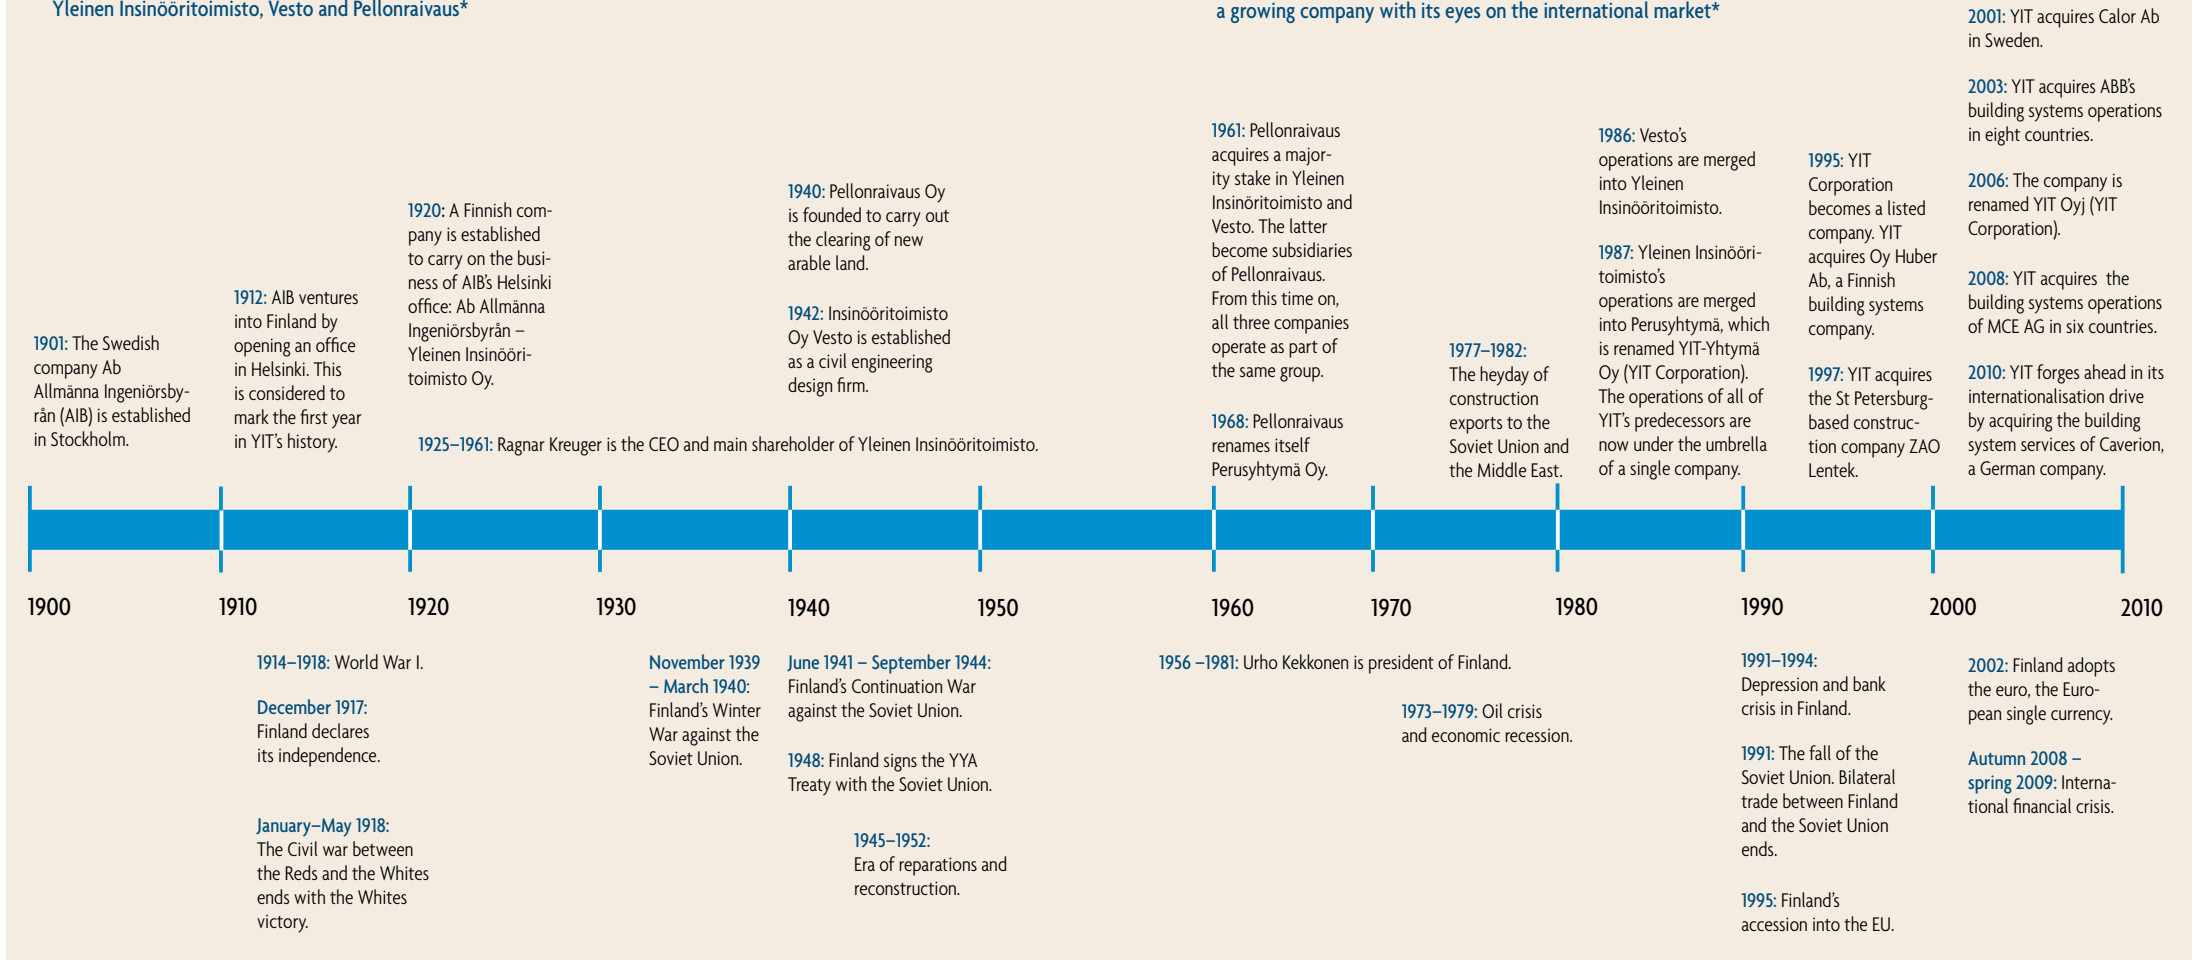 Yleinen Insinööritoimisto, Vesto and Pellonraivaus*
a growing company with its eyes on the international market*
1901: The Swedish
company Ab
Allmänna Ingeniörsby-
rån (AIB) is established
in Stockholm.
1912: AIB ventures
into Finland by
opening an office
in Helsinki. This
is considered to
mark the first year
in YIT's history.
1920: A Finnish com-
pany is established
to carry on the busi-
ness of AIB's Helsinki
office: Ab Allmänna
Ingeniörsbyrån –
Yleinen Insinööri-
toimisto Oy.
1925–1961: Ragnar Kreuger is the CEO and main shareholder of Yleinen Insinööritoimisto.
1940: Pellonraivaus Oy
is founded to carry out
the clearing of new
arable land.
1942: Insinööritoimisto
Oy Vesto is established
as a civil engineering
design firm.
1961: Pellonraivaus
acquires a major-
ity stake in Yleinen
Insinöritoimisto and
Vesto. The latter
become subsidiaries
of Pellonraivaus.
From this time on,
all three companies
operate as part of
the same group.
1968: Pellonraivaus
renames itself
Perusyhtymä Oy.
1977–1982:
The heyday of
construction
exports to the
Soviet Union and
the Middle East.
1986: Vesto's
operations are merged
into Yleinen
Insinööritoimisto.
1987: Yleinen Insinööri-
toimisto's
operations are merged
into Perusyhtymä, which
is renamed YIT-Yhtymä
Oy (YIT Corporation).
The operations of all of
YIT's predecessors are
now under the umbrella
of a single company.
1995: YIT
Corporation
becomes a listed
company. YIT
acquires Oy Huber
Ab, a Finnish
building systems
company.
1997: YIT acquires
the St Petersburg-
based construc-
tion company ZAO
Lentek.
2001: YIT acquires Calor Ab
in Sweden.
2003: YIT acquires ABB's
building systems operations
in eight countries.
2006: The company is
renamed YIT Oyj (YIT
Corporation).
2008: YIT acquires the
building systems operations
of MCE AG in six countries.
2010: YIT forges ahead in its
internationalisation drive
by acquiring the building
system services of Caverion,
a German company.
1900
1910
1920
1930
1940
1950
1960
1970
1980
1990
2000
2010
1914–1918: World War I.
December 1917:
Finland declares
its independence.
January–May 1918:
The Civil war between
the Reds and the Whites
ends with the Whites
victory.
November 1939
– March 1940:
Finland's Winter
War against the
Soviet Union.
June 1941 – September 1944:
Finland's Continuation War
against the Soviet Union.
1948: Finland signs the YYA
Treaty with the Soviet Union.
1945–1952:
Era of reparations and
reconstruction.
1956 –1981: Urho Kekkonen is president of Finland.
1973–1979: Oil crisis
and economic recession.
1991–1994:
Depression and bank
crisis in Finland.
1991: The fall of the
Soviet Union. Bilateral
trade between Finland
and the Soviet Union
ends.
1995: Finland's
accession into the EU.
2002: Finland adopts
the euro, the Euro-
pean single currency.
Autumn 2008 –
spring 2009: Interna-
tional financial crisis.